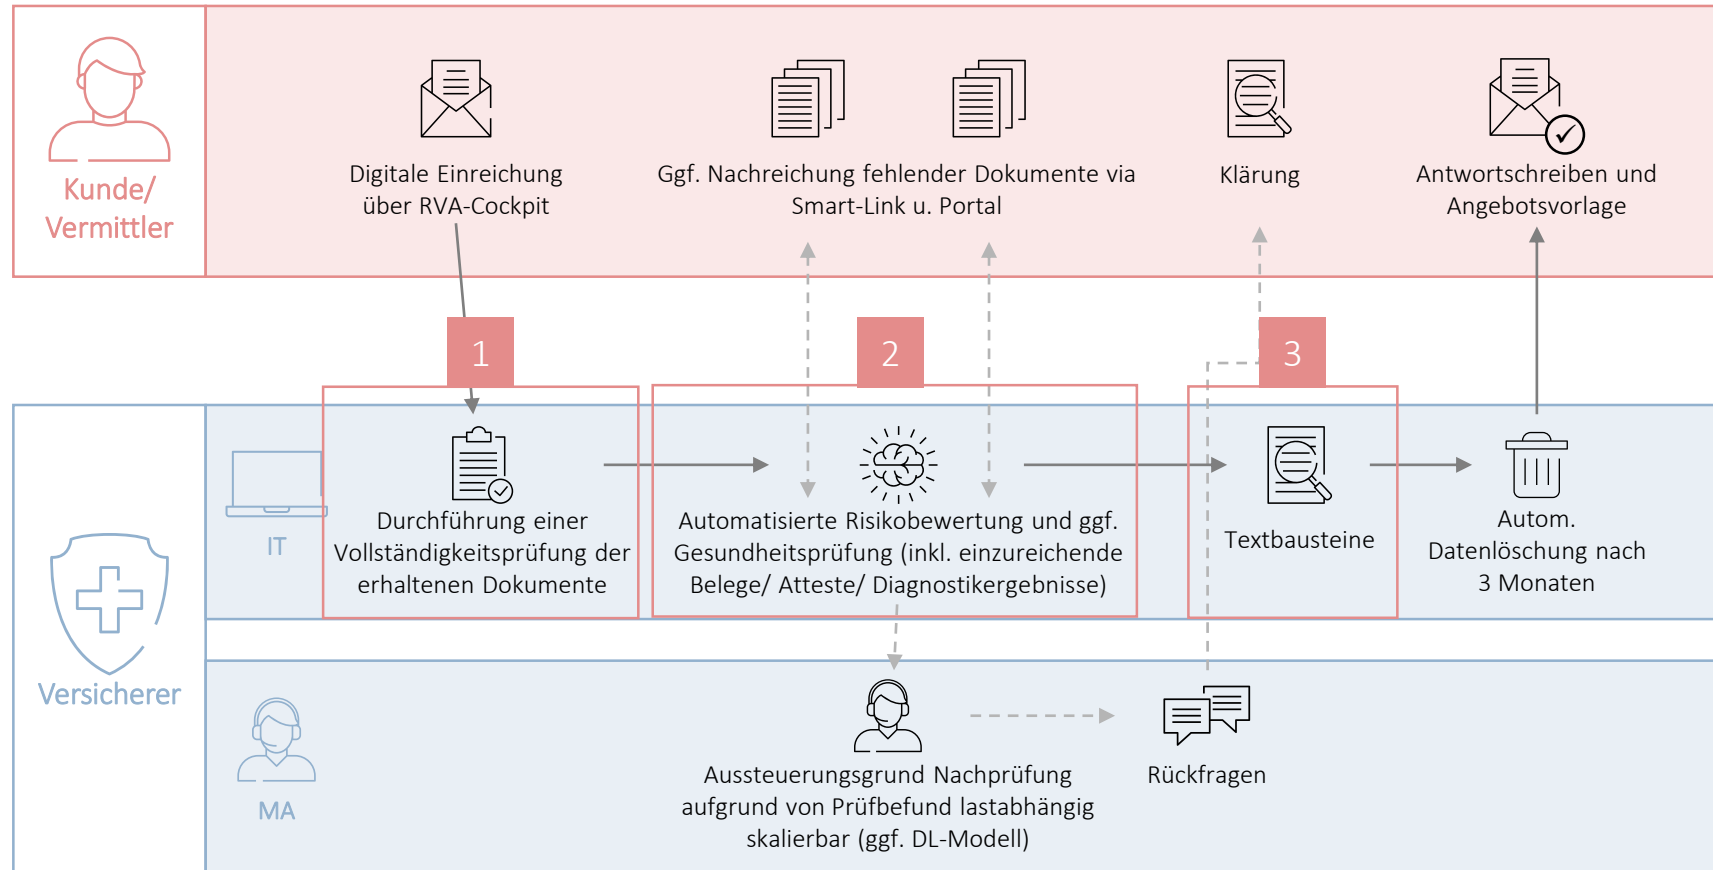 Kunde/
Vermittler
Digitale Einreichung
über RVA-Cockpit
Ggf. Nachreichung fehlender Dokumente via
Smart-Link u. Portal
Klärung
Antwortschreiben und
Angebotsvorlage
1
2
3
Versicherer
IT
Durchführung einer
Vollständigkeitsprüfung der
erhaltenen Dokumente
Automatisierte Risikobewertung und ggf.
Gesundheitsprüfung (inkl. einzureichende
Belege/ Atteste/ Diagnostikergebnisse)
Textbausteine
Autom.
Datenlöschung nach
3 Monaten
MA
Aussteuerungsgrund Nachprüfung
aufgrund von Prüfbefund lastabhängig
skalierbar (ggf. DL-Modell)
Rückfragen